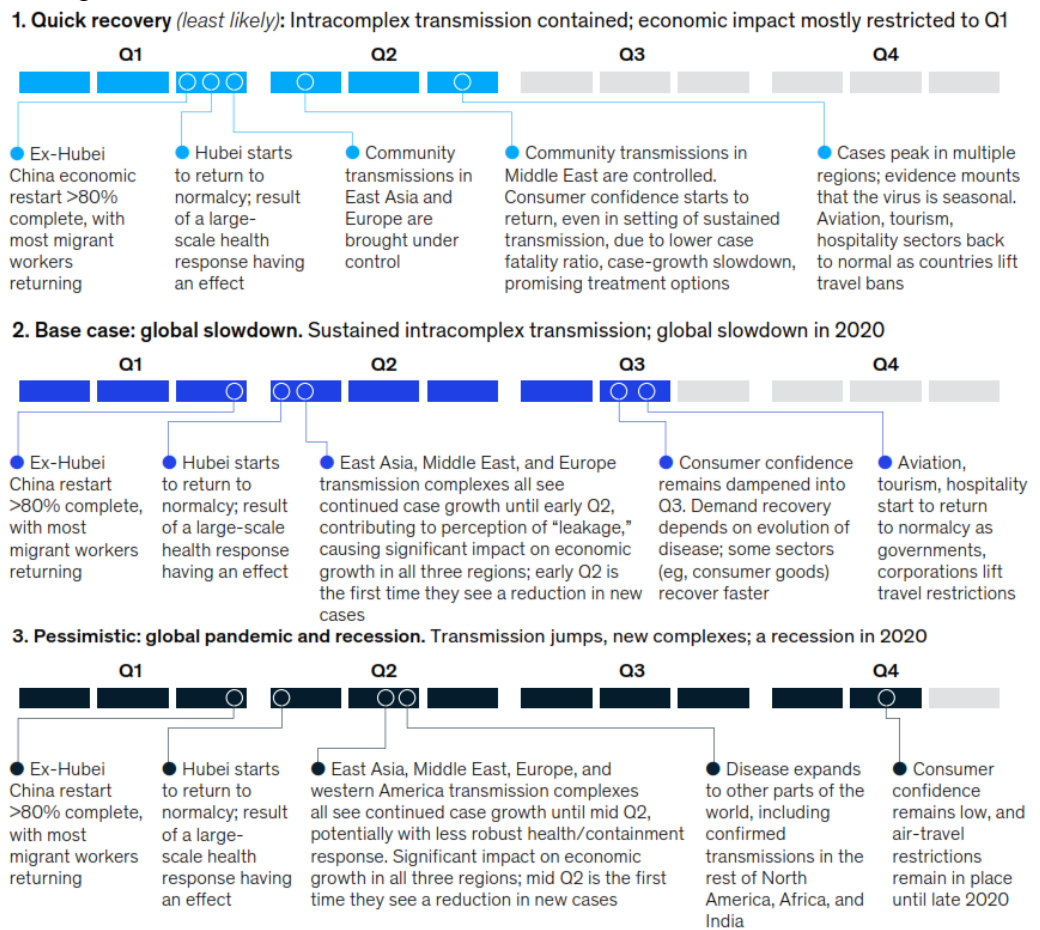 1. Quick recovery (least likely): Intracomplex transmission contained; economic impact mostly restricted to Q1
Q1
Q2
Q3
Q4
Ex-Hubei
China economic
restart >80%
complete, with
most migrant
workers
returning
Hubei starts
to return to
normalcy; result
of a large-
scale health
response having
an effect
Community
transmissions in
East Asia and
Europe are
brought under
control
Community transmissions in
Middle East are controlled.
Consumer confidence starts to
return, even in setting of sustained
transmission, due to lower case
fatality ratio, case-growth slowdown,
promising treatment options
Cases peak in multiple
regions; evidence mounts
that the virus is seasonal.
Aviation, tourism,
hospitality sectors back
to normal as countries lift
travel bans
2. Base case: global slowdown. Sustained intracomplex transmission; global slowdown in 2020
Q1
Q2
Q3
Q4
Ex-Hubei
China restart
>80% complete,
with most
migrant workers
returning
Hubei starts
to return to
normalcy; result
of a large-scale
health response
having an effect
East Asia, Middle East, and Europe
transmission complexes all see
continued case growth until early Q2,
contributing to perception of “leakage,”
causing significant impact on economic
growth in all three regions; early Q2 is
the first time they see a reduction in new
cases
Consumer confidence
remains dampened into
Q3. Demand recovery
depends on evolution of
disease; some sectors
(eg, consumer goods)
recover faster
Aviation,
tourism, hospitality
start to return
to normalcy as
governments,
corporations lift
travel restrictions
3. Pessimistic: global pandemic and recession. Transmission jumps, new complexes; a recession in 2020
Q1
Q2
Q3
Q4
Ex-Hubei
China restart
>80% complete,
with most
migrant workers
returning
Hubei starts
to return to
normalcy; result
of a large-
scale health
response having
an effect
East Asia, Middle East, Europe, and
western America transmission complexes
all see continued case growth until mid Q2,
potentially with less robust health/containment
response. Significant impact on economic
growth in all three regions; mid Q2 is the first
time they see a reduction in new cases
Disease expands
to other parts of the
world, including
confirmed
transmissions in the
rest of North
America, Africa, and
India
Consumer
confidence
remains low, and
air-travel
restrictions
remain in place
until late 2020